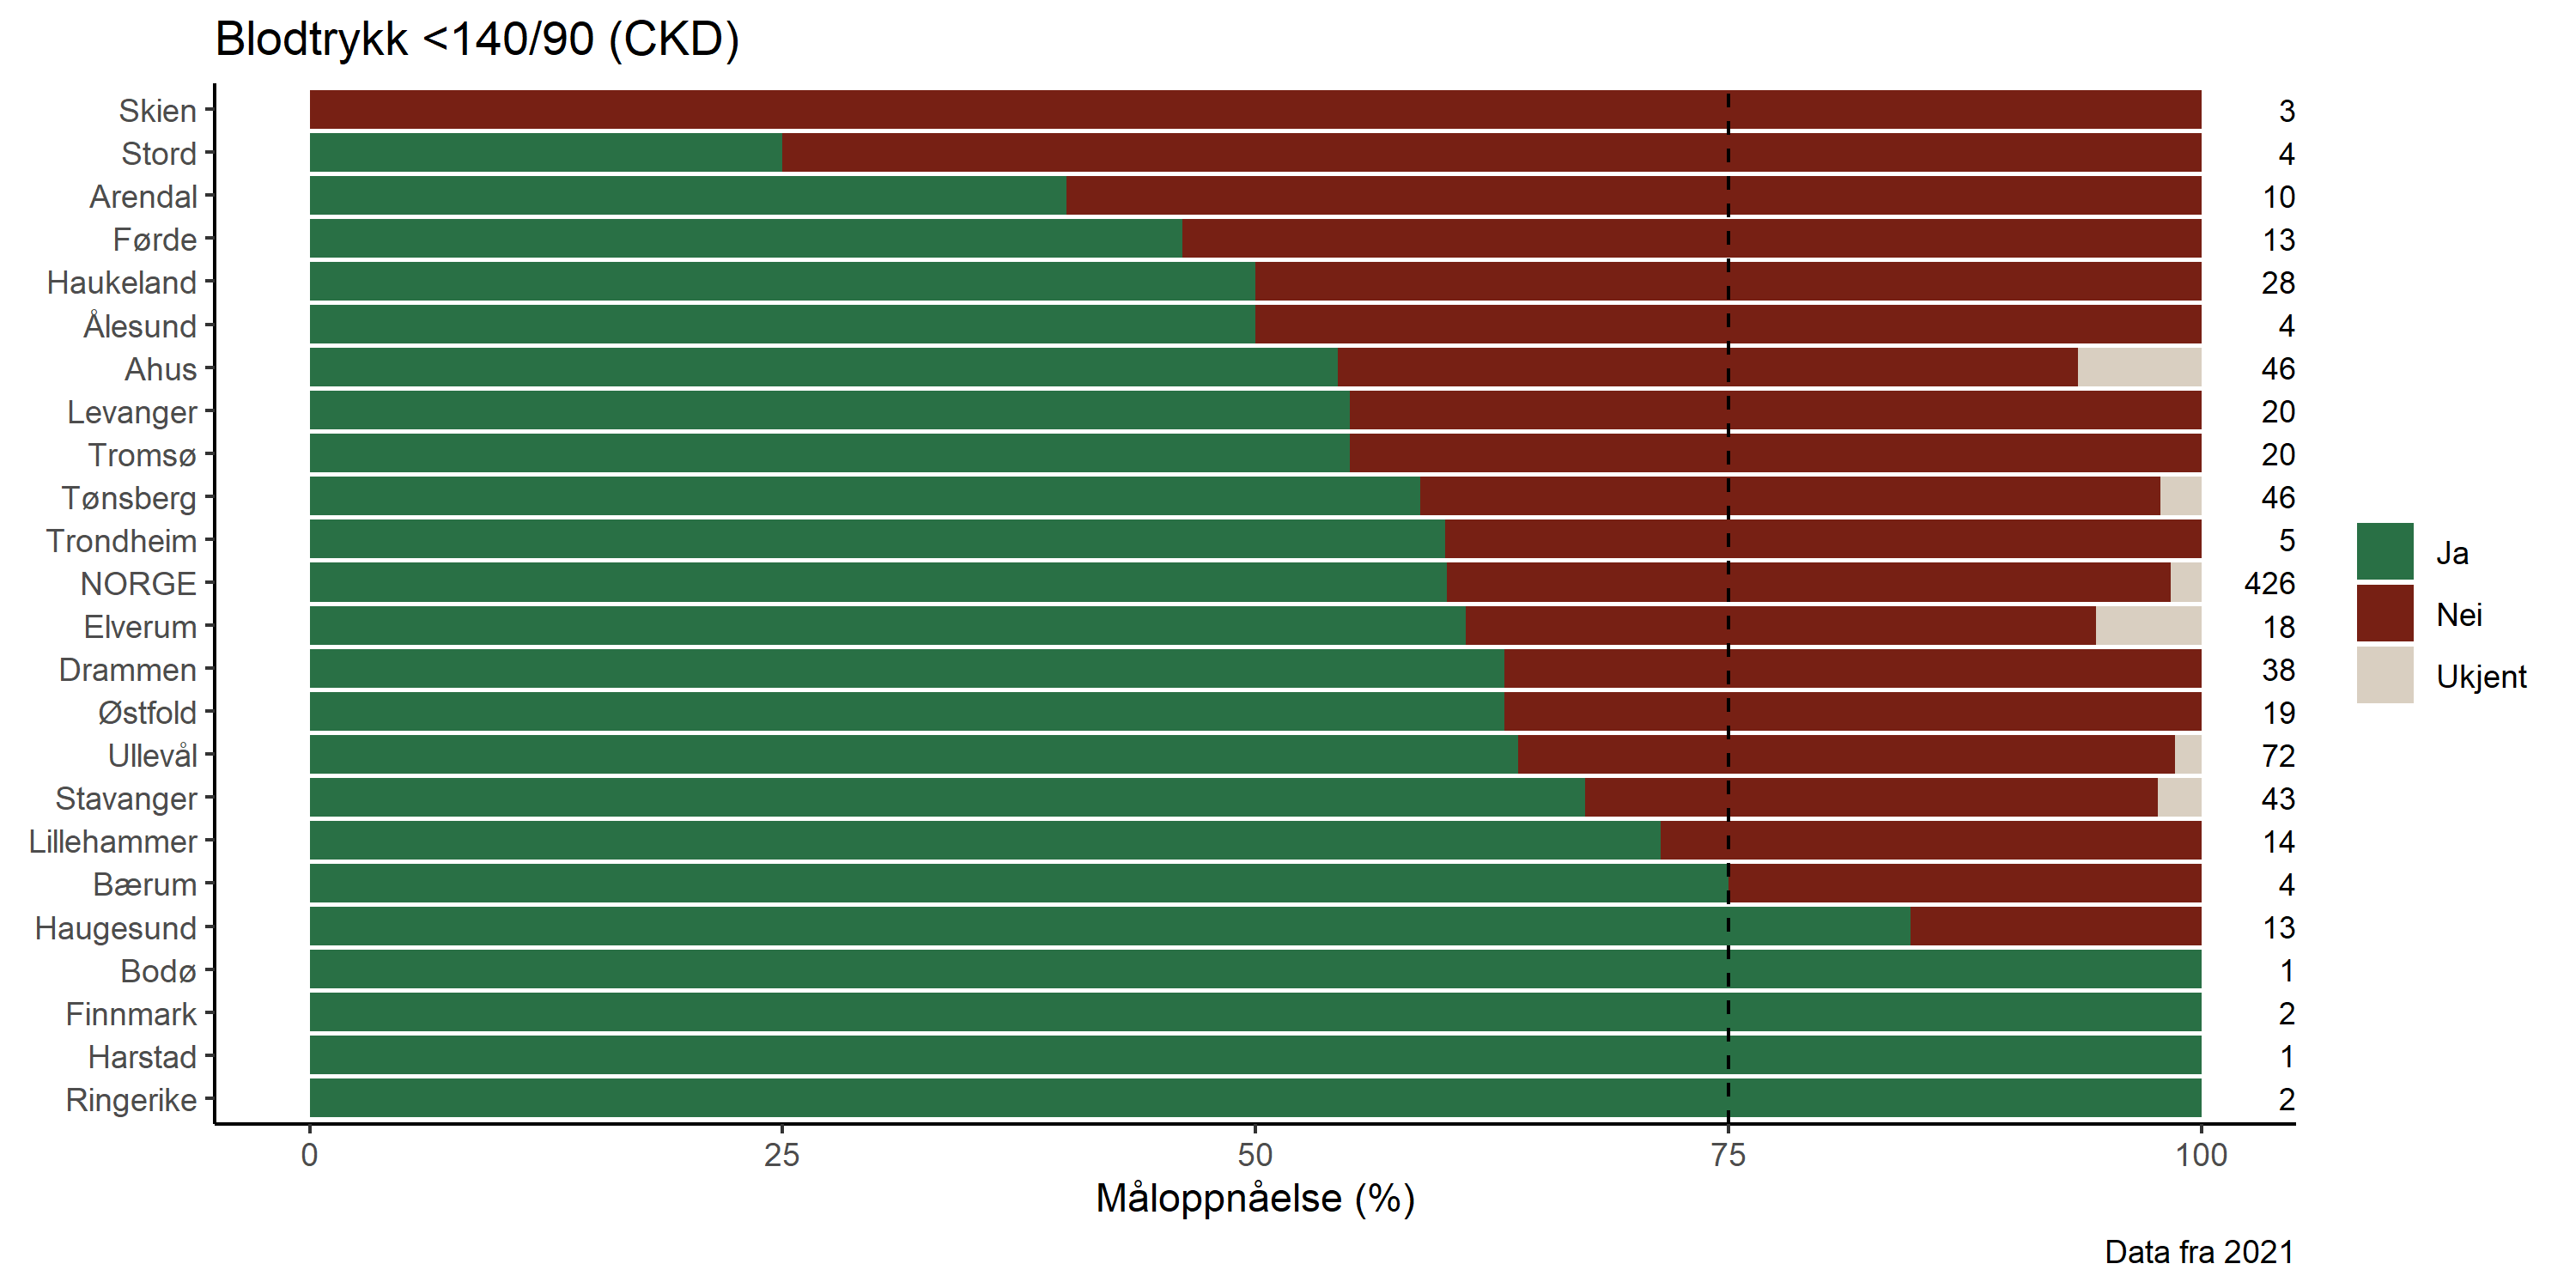 Blodtrykk <140/90 (CKD)
Skien 3
Stord 4
Arendal 10
Førde 13
Haukeland 28
Ålesund 4
Ahus 46
Levanger 20
Tromsø 20
Tønsberg 46
Trondheim 5
NORGE 426
Elverum 18
Drammen 38
Østfold 19
Ullevål 72
Stavanger 43
Lillehammer 14
Bærum 4
Haugesund 13
Bodø 1
Finnmark 2
Harstad 1
Ringerike 2
Ja
Nei
Ukjent
0 25 50 75 100
Måloppnåelse (%)
Data fra 2021